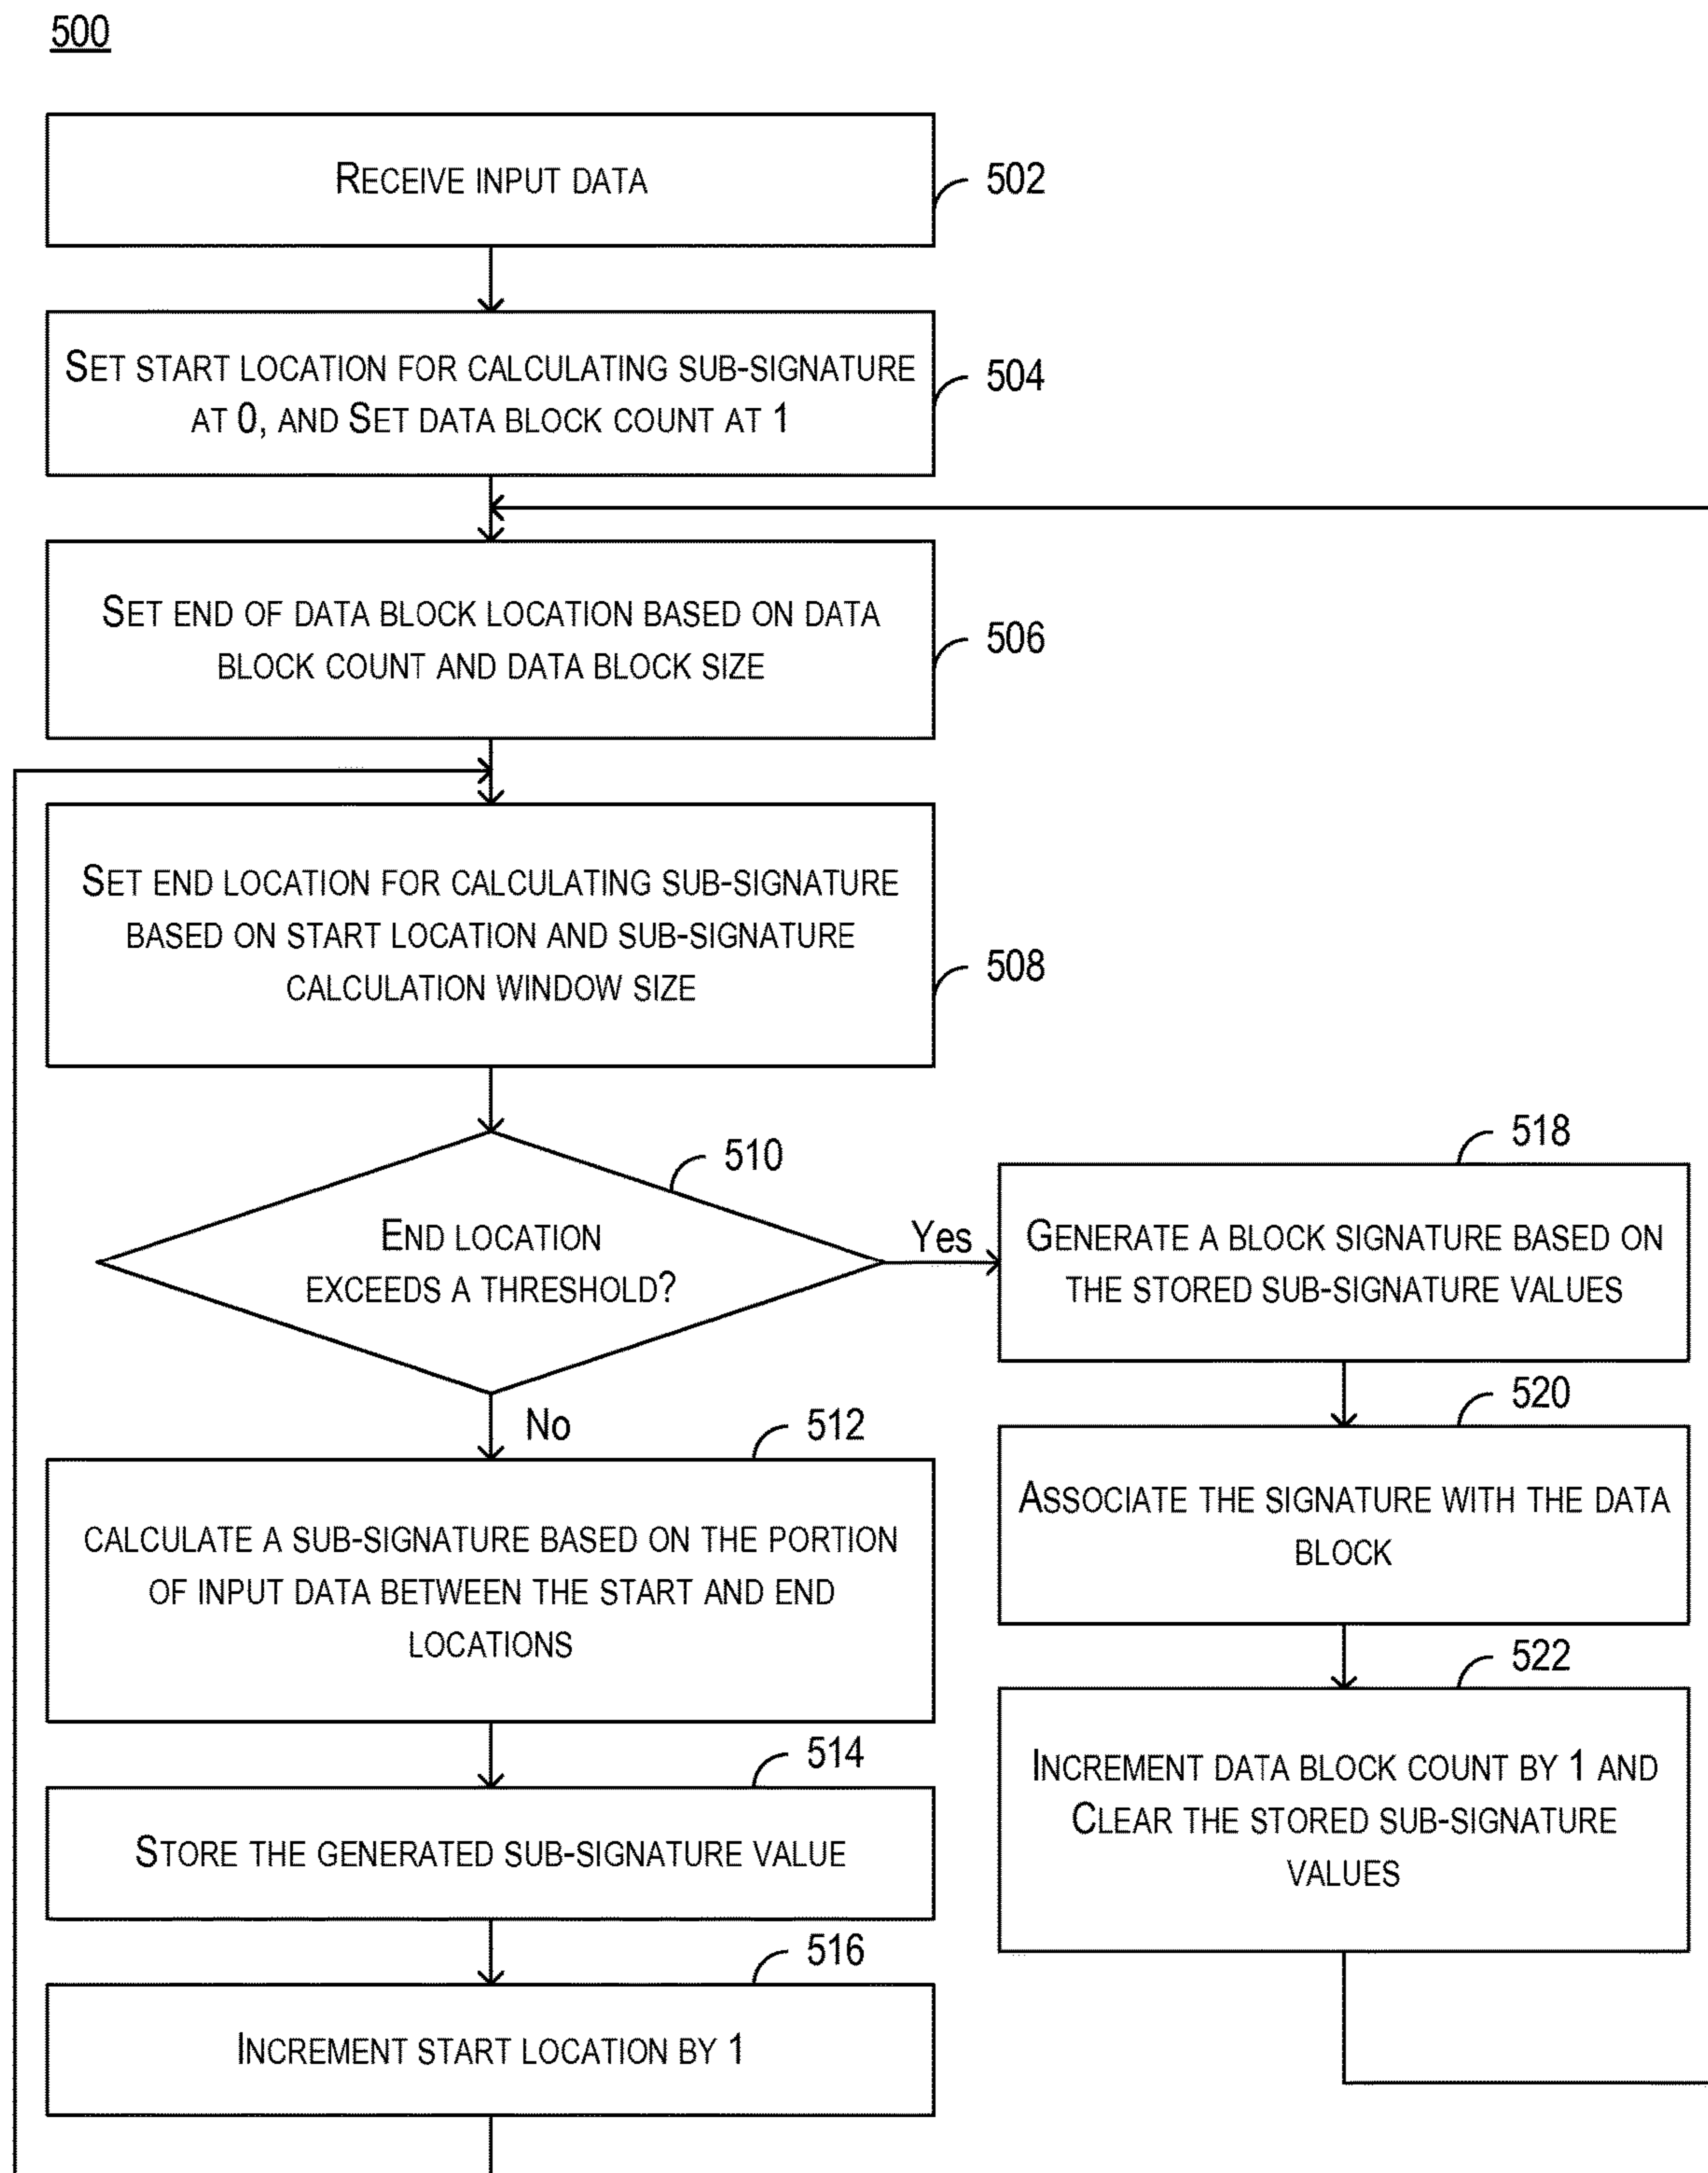 500
RECEIVE INPUT DATA
502
SET START LOCATION FOR CALCULATING SUB-SIGNATURE
AT 0, AND SET DATA BLOCK COUNT AT 1
504
SET END OF DATA BLOCK LOCATION BASED ON DATA
BLOCK COUNT AND DATA BLOCK SIZE
506
SET END LOCATION FOR CALCULATING SUB-SIGNATURE
BASED ON START LOCATION AND SUB-SIGNATURE
CALCULATION WINDOW SIZE
508
510
END LOCATION
EXCEEDS A THRESHOLD?
Yes
No
512
CALCULATE A SUB-SIGNATURE BASED ON THE PORTION
OF INPUT DATA BETWEEN THE START AND END
LOCATIONS
514
STORE THE GENERATED SUB-SIGNATURE VALUE
516
INCREMENT START LOCATION BY 1
518
GENERATE A BLOCK SIGNATURE BASED ON
THE STORED SUB-SIGNATURE VALUES
520
ASSOCIATE THE SIGNATURE WITH THE DATA
BLOCK
522
INCREMENT DATA BLOCK COUNT BY 1 AND
CLEAR THE STORED SUB-SIGNATURE
VALUES